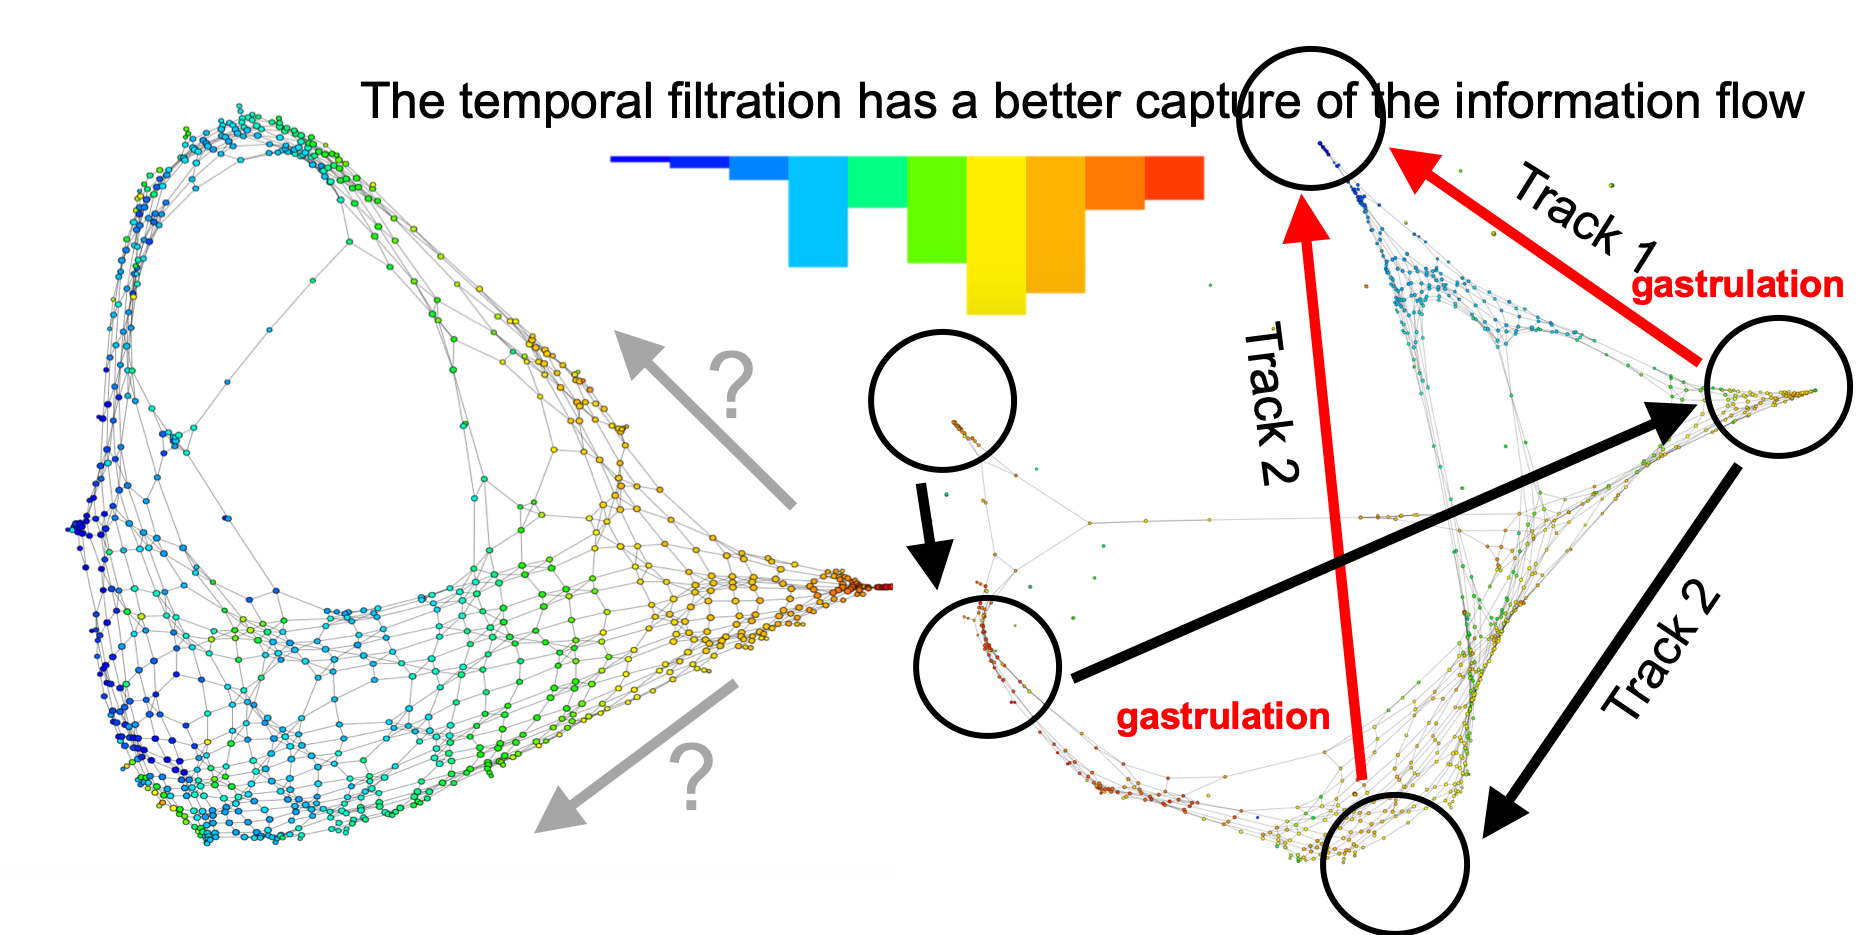 The temporal filtration has a better capture of the information flow
Track 1
gastrulation
?
Track 2
Track 2
gastrulation
?